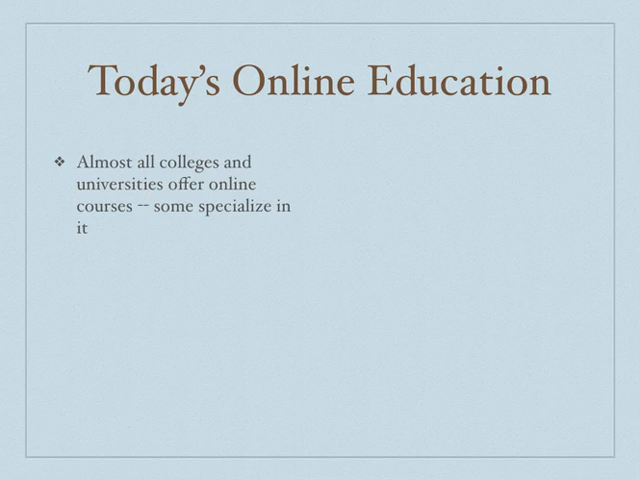 Today’s Online Education
❖ Almost all colleges and
universities offer online
courses -- some specialize in
it